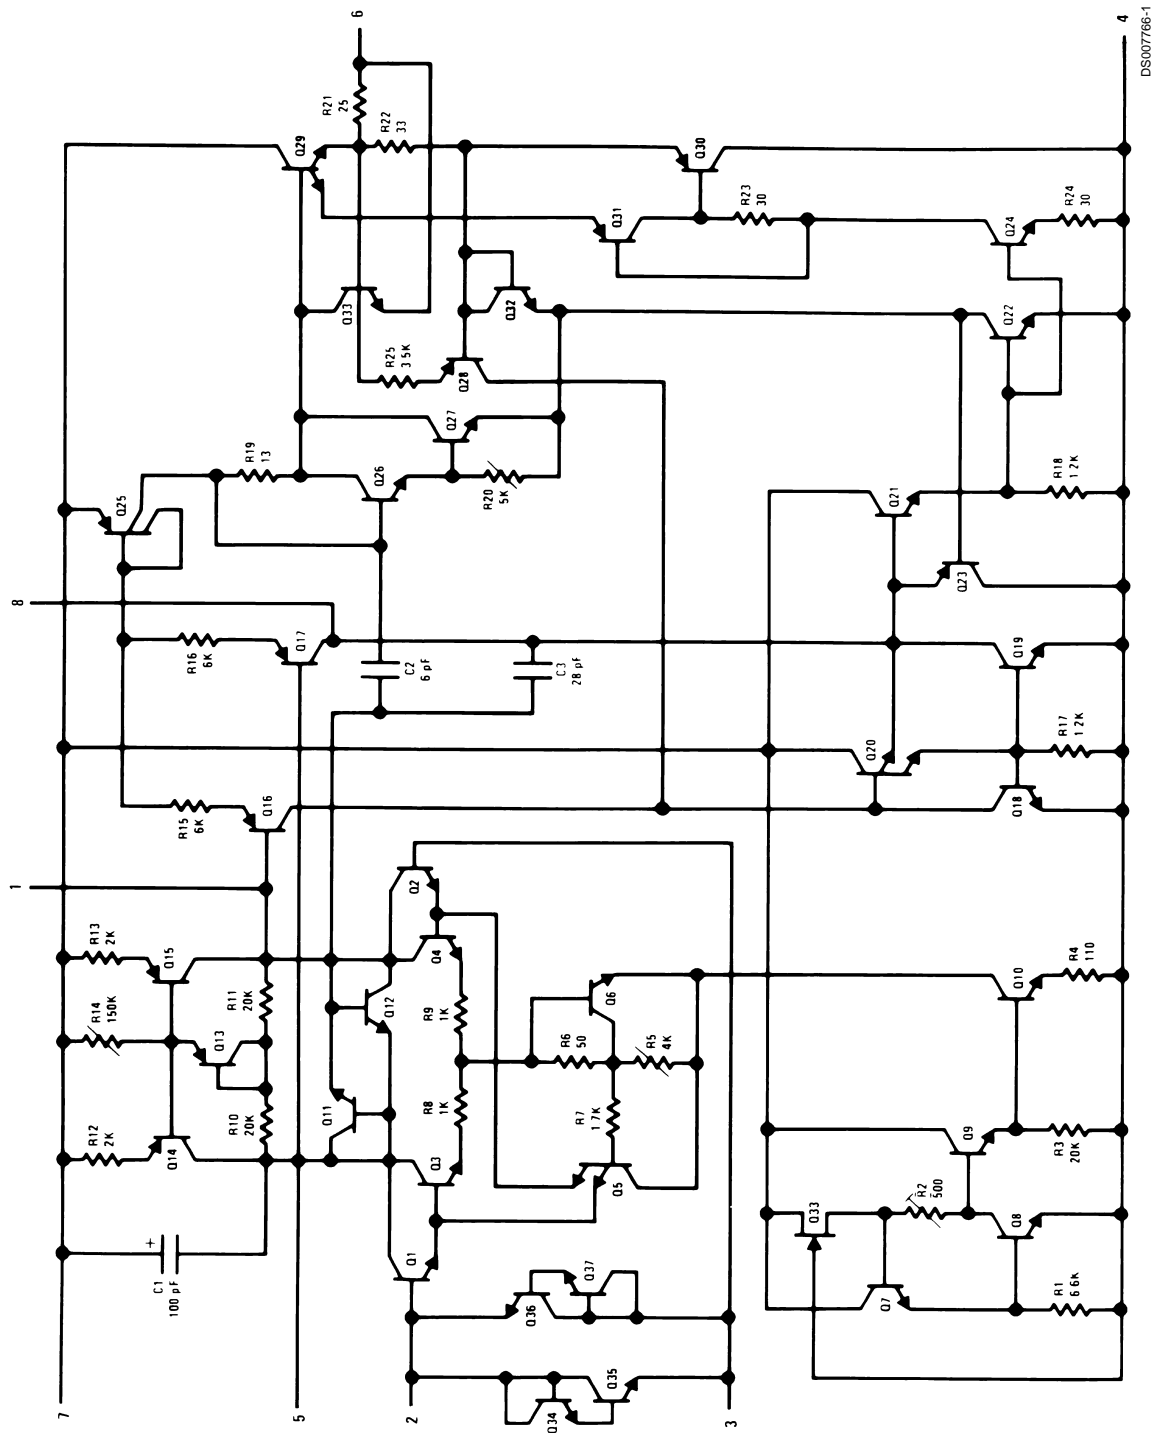 7
5
2
3
1
8
6
4
C1
100 pF
+
R12
2K
Q14
R10
20K
Q13
R14
150K
R11
20K
Q15
R13
2K
Q11
Q12
Q1
Q3
R8
1K
R9
1K
Q4
Q2
Q34
Q35
Q36
Q37
Q5
R7
1.7K
R6
50
R5
4K
Q6
Q7
R1
6.6K
Q33
R2
500
Q8
Q9
R3
20K
Q10
R4
110
R15
6K
Q16
R16
6K
Q17
C2
6 pF
C3
28 pF
Q25
R19
13
Q26
R20
5K
Q27
R25
3.5K
Q28
Q33
Q32
Q29
R21
25
R22
33
Q31
Q30
R23
30
Q18
Q20
R17
1.2K
Q19
Q23
Q21
R18
1.2K
Q22
Q24
R24
30
DS007766-1